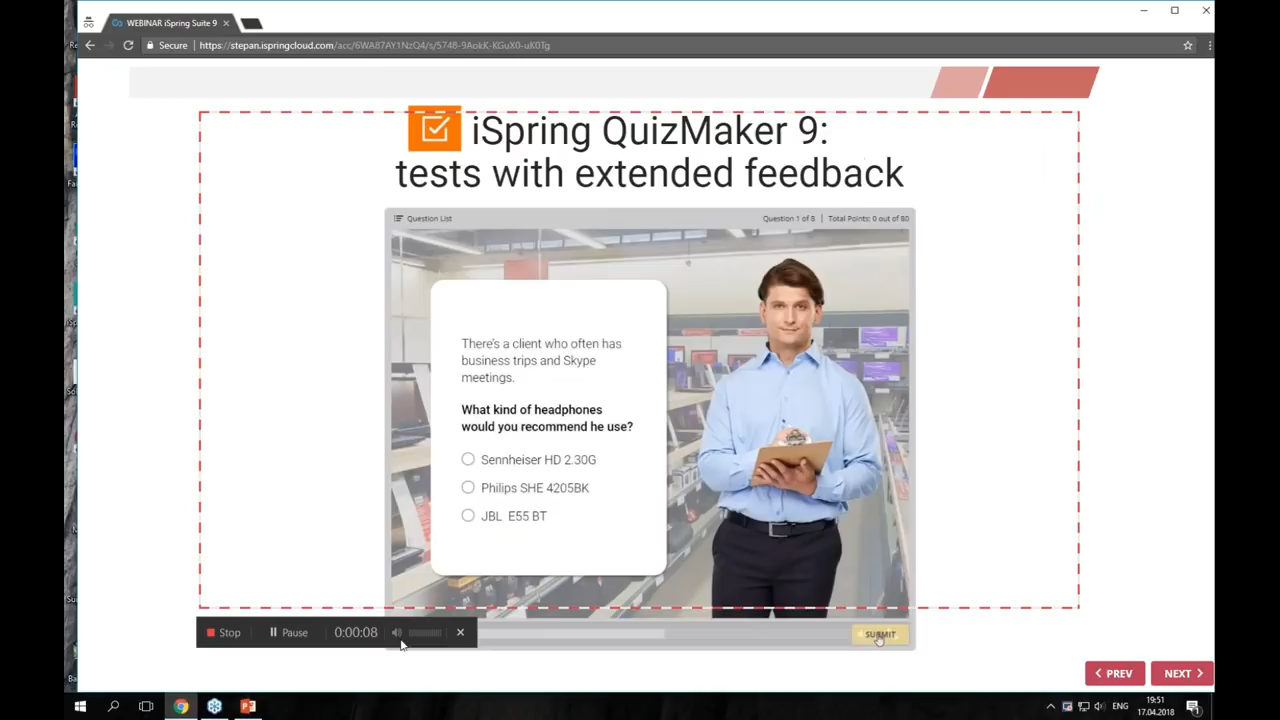 WEBINAR iSpring Suite 9
Secure
https://stepan.ispringcloud.com/acc/6WA87AY1NzQ4/s/5748-9AokK-KGuX0-uK0Tg
iSpring QuizMaker 9:
tests with extended feedback
Question List
Question 1 of 8 | Total Points: 0 out of 80
There's a client who often has
business trips and Skype
meetings.
What kind of headphones
would you recommend he use?
Sennheiser HD 2.30G
Philips SHE 4205BK
JBL E55 BT
Stop
Pause
0:00:08
SUBMIT
PREV
NEXT
ENG
19:51
17.04.2018